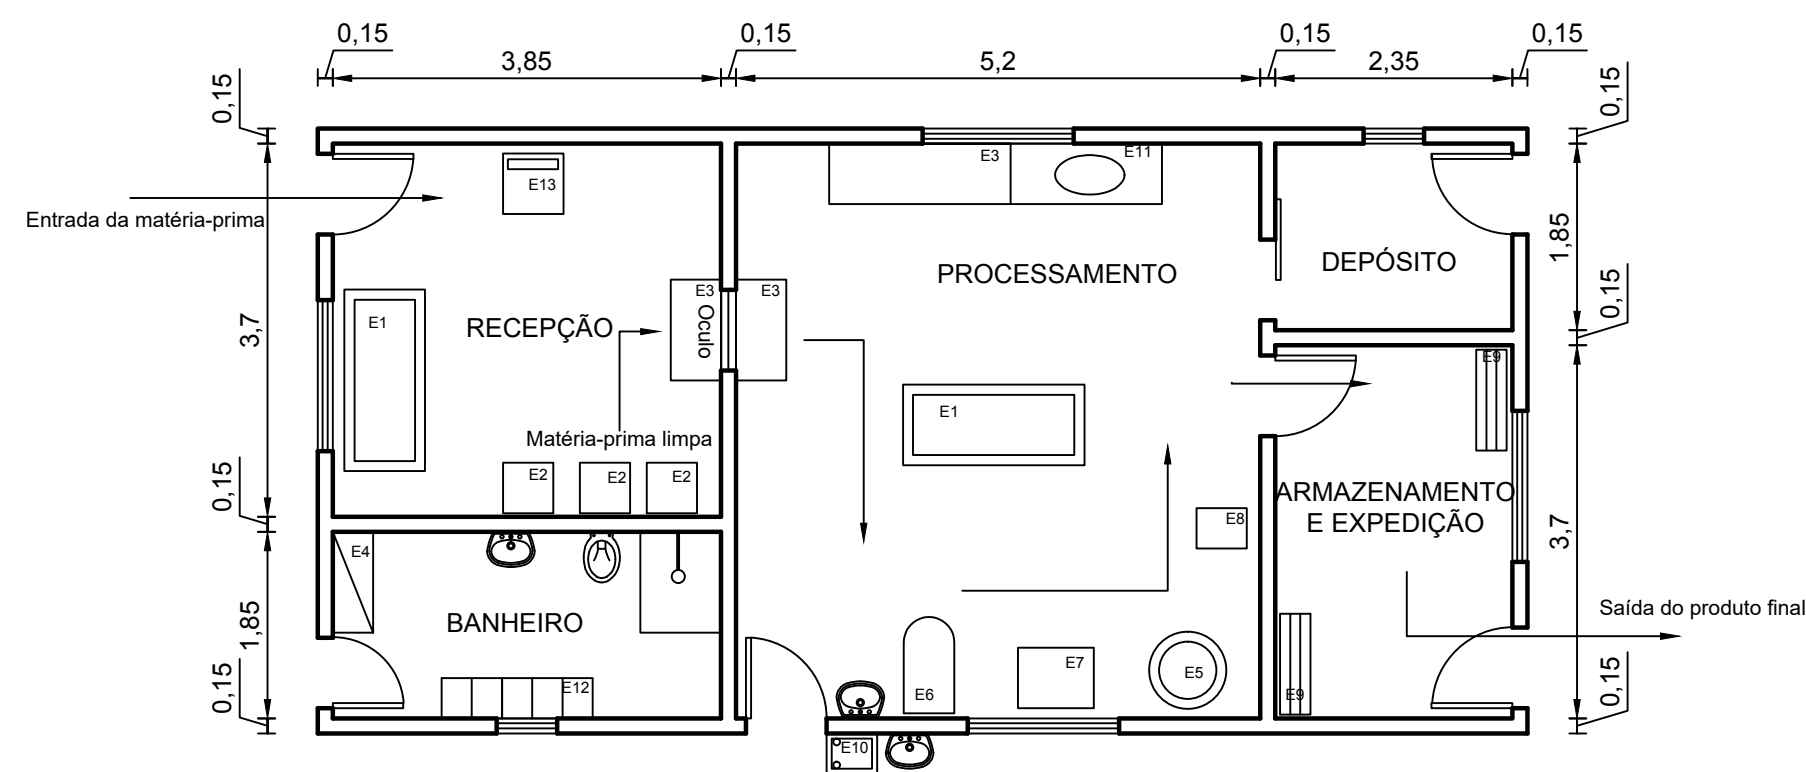 0,15
0,15
0,15
0,15
3,85
5,2
2,35
0,15
0,15
E3
E11
E13
Entrada da matéria-prima
1,85
DEPÓSITO
PROCESSAMENTO
E3
E3
0,15
E1
RECEPÇÃO
Oculo
3,7
E9
E1
Matéria-prima limpa
E2
E2
E2
0,15
ARMAZENAMENTO
E EXPEDIÇÃO
E8
3,7
E4
BANHEIRO
1,85
Saída do produto final
E7
E5
E12
E6
E9
0,15
0,15
E10